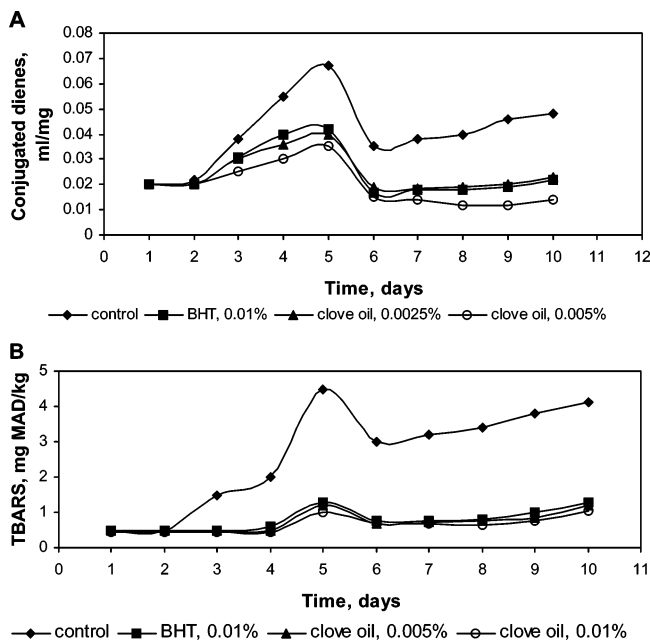 A
0.08
0.07
0.06
0.05
0.04
0.03
0.02
0.01
0
Conjugated dienes,
ml/mg
0 1 2 3 4 5 6 7 8 9 10 11 12
Time, days
control BHT, 0.01% clove oil, 0.0025% clove oil, 0.005%
B
5
4
3
2
1
0
TBARS, mg MAD/kg
0 1 2 3 4 5 6 7 8 9 10 11
Time, days
control BHT, 0.01% clove oil, 0.005% clove oil, 0.01%